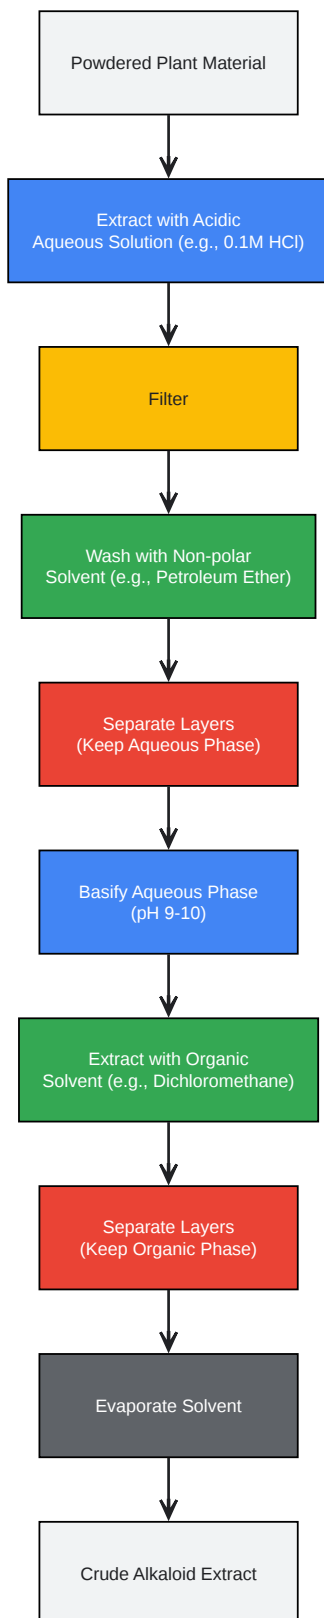 Powdered Plant Material
Extract with Acidic
Aqueous Solution (e.g., 0.1M HCl)
Filter
Wash with Non-polar
Solvent (e.g., Petroleum Ether)
Separate Layers
(Keep Aqueous Phase)
Basify Aqueous Phase
(pH 9-10)
Extract with Organic
Solvent (e.g., Dichloromethane)
Separate Layers
(Keep Organic Phase)
Evaporate Solvent
Crude Alkaloid Extract